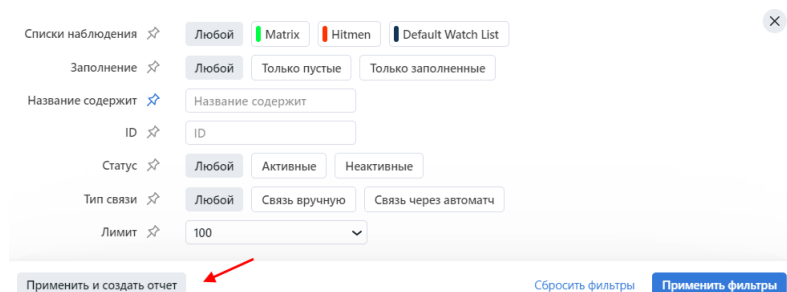 Списки наблюдения Любой Matrix Hitmen Default Watch List
Заполнение Любой Только пустые Только заполненные
Название содержит Название содержит
ID ID
Статус Любой Активные Неактивные
Тип связи Любой Связь вручную Связь через автоматч
Лимит 100
Применить и создать отчет Сбросить фильтры Применить фильтры